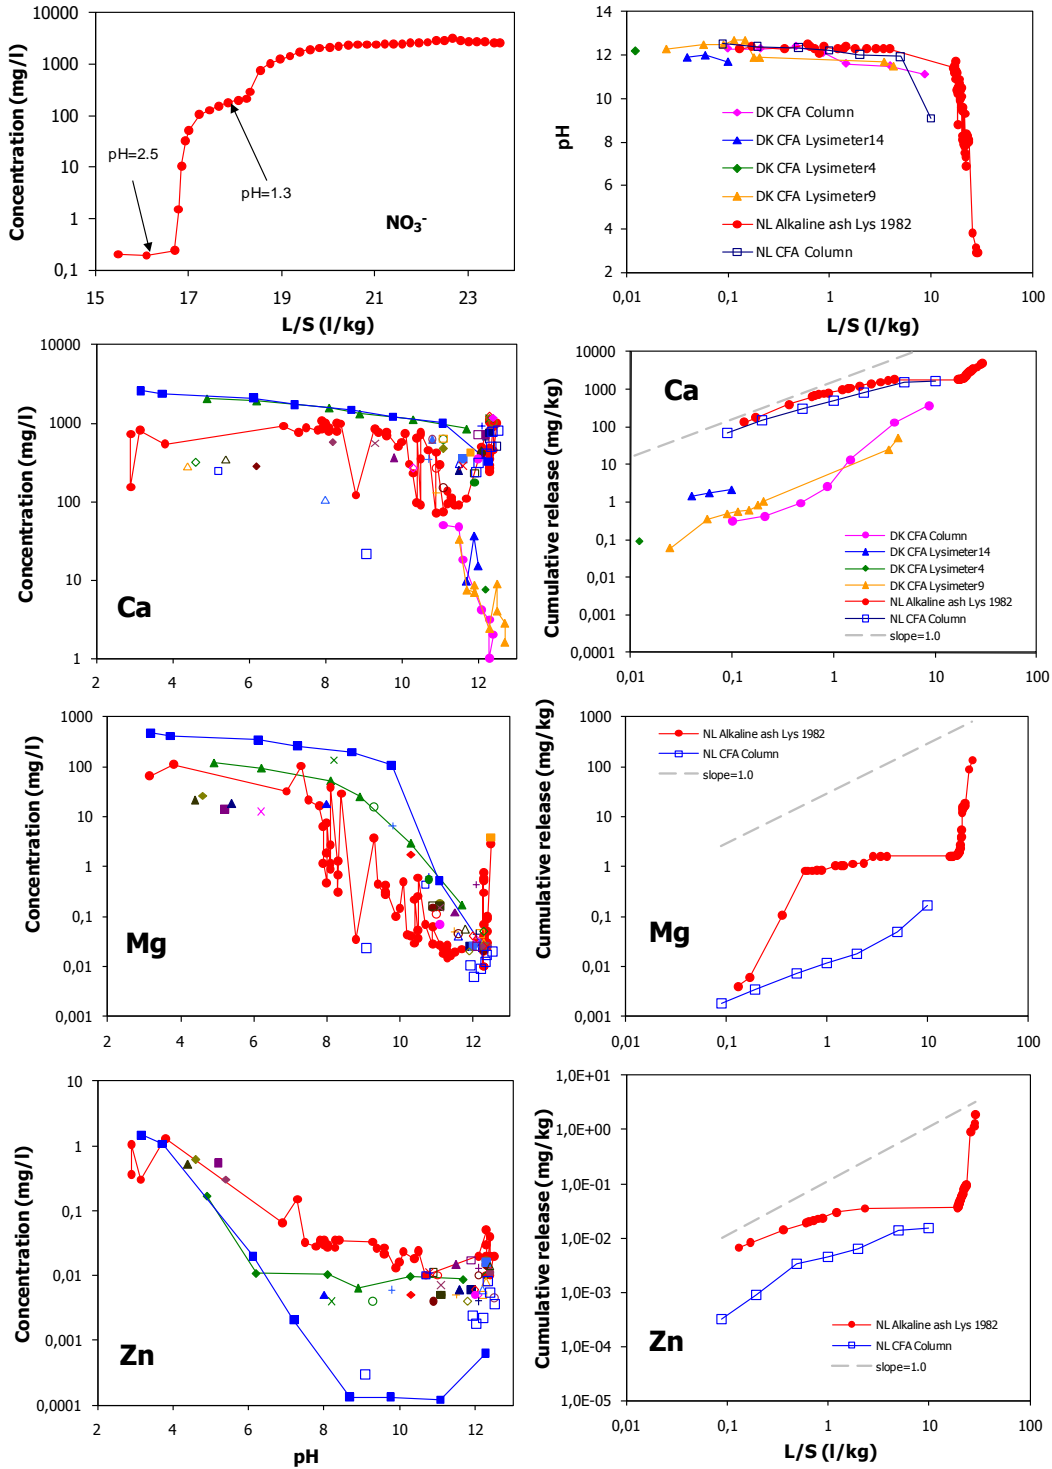 Concentration (mg/l)
10000
1000
100
10
1
0,1
pH=2.5
pH=1.3
NO₃⁻
15 17 19 21 23
L/S (l/kg)
pH
14
12
10
8
6
4
2
DK CFA Column
DK CFA Lysimeter14
DK CFA Lysimeter4
DK CFA Lysimeter9
NL Alkaline ash Lys 1982
NL CFA Column
0,01 0,1 1 10 100
L/S (l/kg)
Concentration (mg/l)
10000
1000
100
10
1
Ca
2 4 6 8 10 12
Cumulative release (mg/kg)
10000
1000
100
10
1
0,1
0,01
0,001
0,0001
Ca
DK CFA Column
DK CFA Lysimeter14
DK CFA Lysimeter4
DK CFA Lysimeter9
NL Alkaline ash Lys 1982
NL CFA Column
slope=1.0
0,01 0,1 1 10 100
Concentration (mg/l)
1000
100
10
1
0,1
0,01
0,001
Mg
2 4 6 8 10 12
Cumulative release (mg/kg)
1000
100
10
1
0,1
0,01
0,001
NL Alkaline ash Lys 1982
NL CFA Column
slope=1.0
Mg
0,01 0,1 1 10 100
Concentration (mg/l)
10
1
0,1
0,010
0,001
0,0001
Zn
2 4 6 8 10 12
pH
Cumulative release (mg/kg)
1,0E+01
1,0E+00
1,0E-01
1,0E-02
1,0E-03
1,0E-04
1,0E-05
Zn
NL Alkaline ash Lys 1982
NL CFA Column
slope=1.0
0,01 0,1 1 10 100
L/S (l/kg)